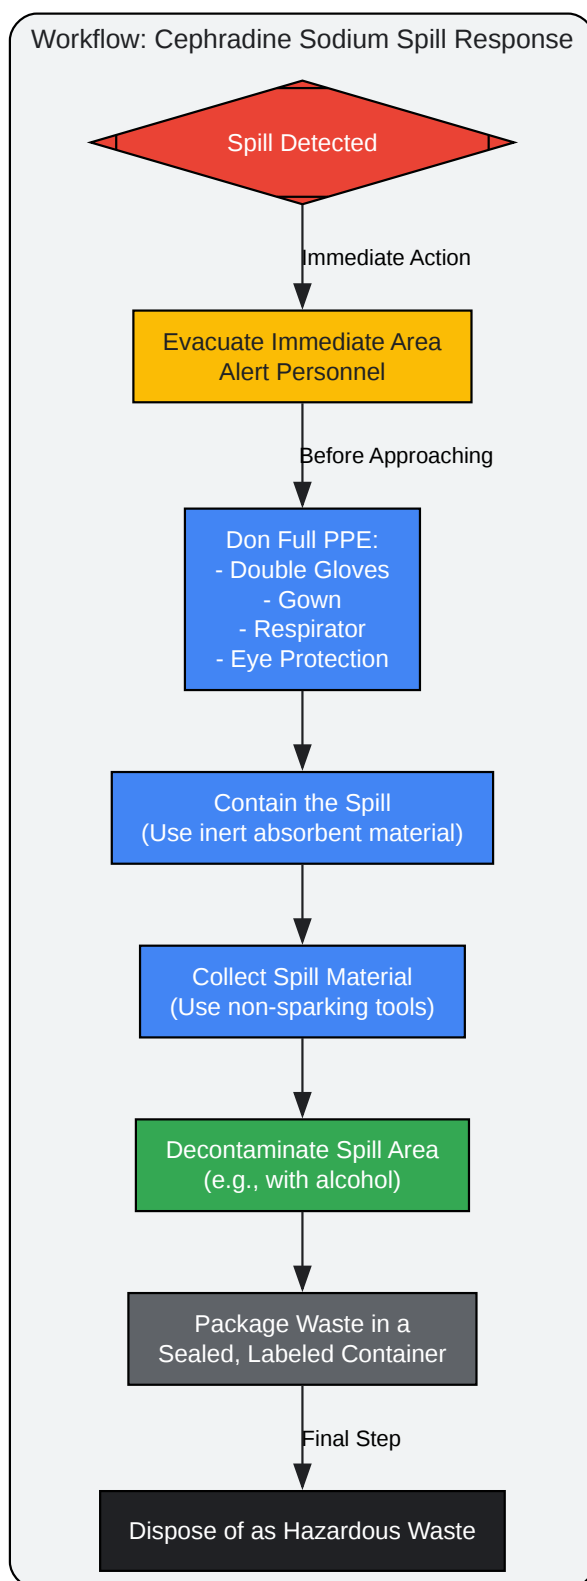 Workflow: Cephradine Sodium Spill Response
Spill Detected
Immediate Action
Evacuate Immediate Area
Alert Personnel
Before Approaching
Don Full PPE:
- Double Gloves
- Gown
- Respirator
- Eye Protection
Contain the Spill
(Use inert absorbent material)
Collect Spill Material
(Use non-sparking tools)
Decontaminate Spill Area
(e.g., with alcohol)
Package Waste in a
Sealed, Labeled Container
Final Step
Dispose of as Hazardous Waste